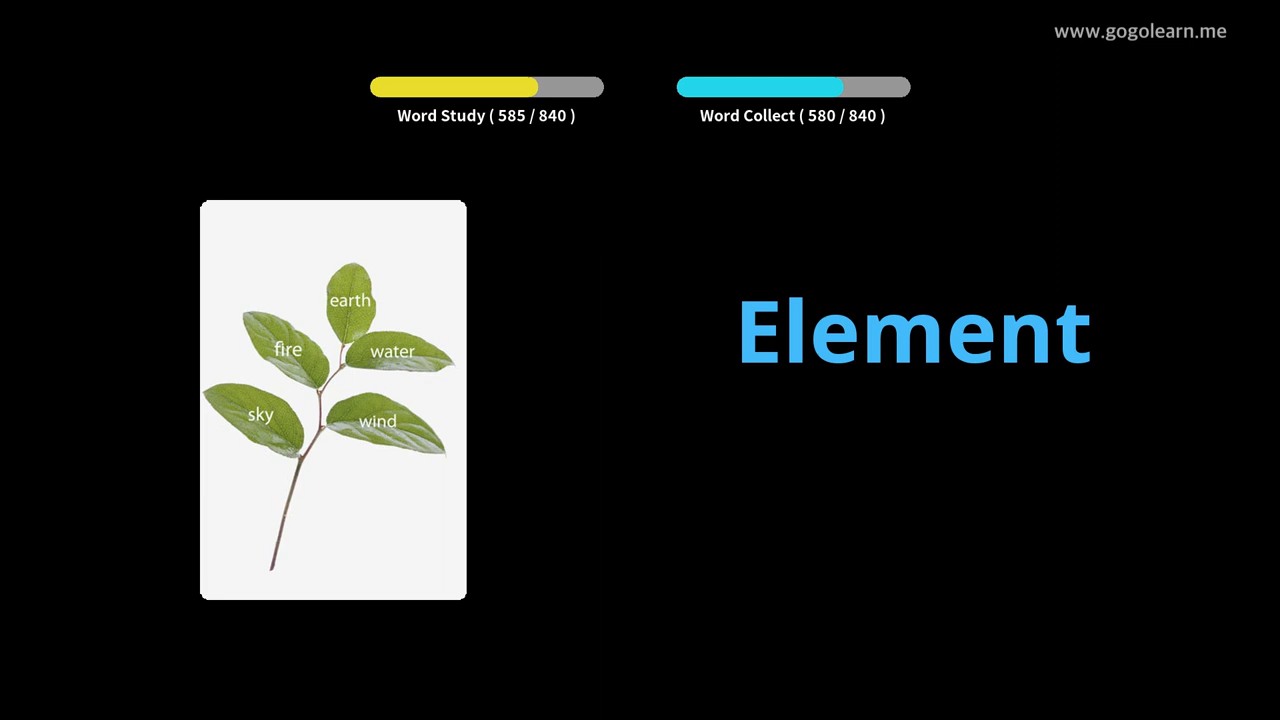 www.gogolearn.me
Word Study ( 585 / 840 )
Word Collect ( 580 / 840 )
earth
fire
water
sky
wind
Element